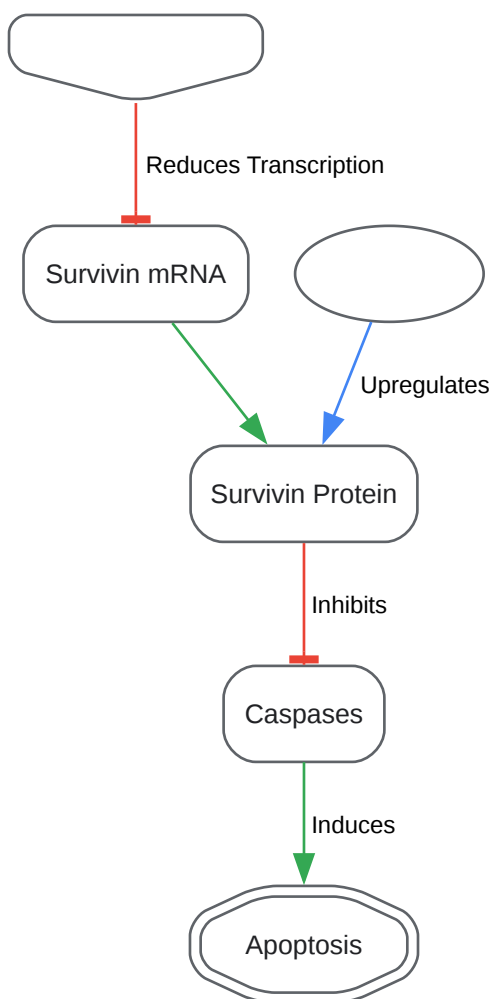 Reduces Transcription
Survivin mRNA
Upregulates
Survivin Protein
Inhibits
Caspases
Induces
Apoptosis